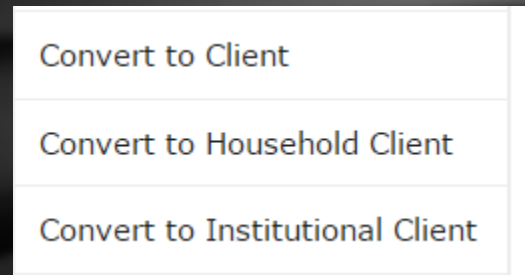 Convert to Client
Convert to Household Client
Convert to Institutional Client